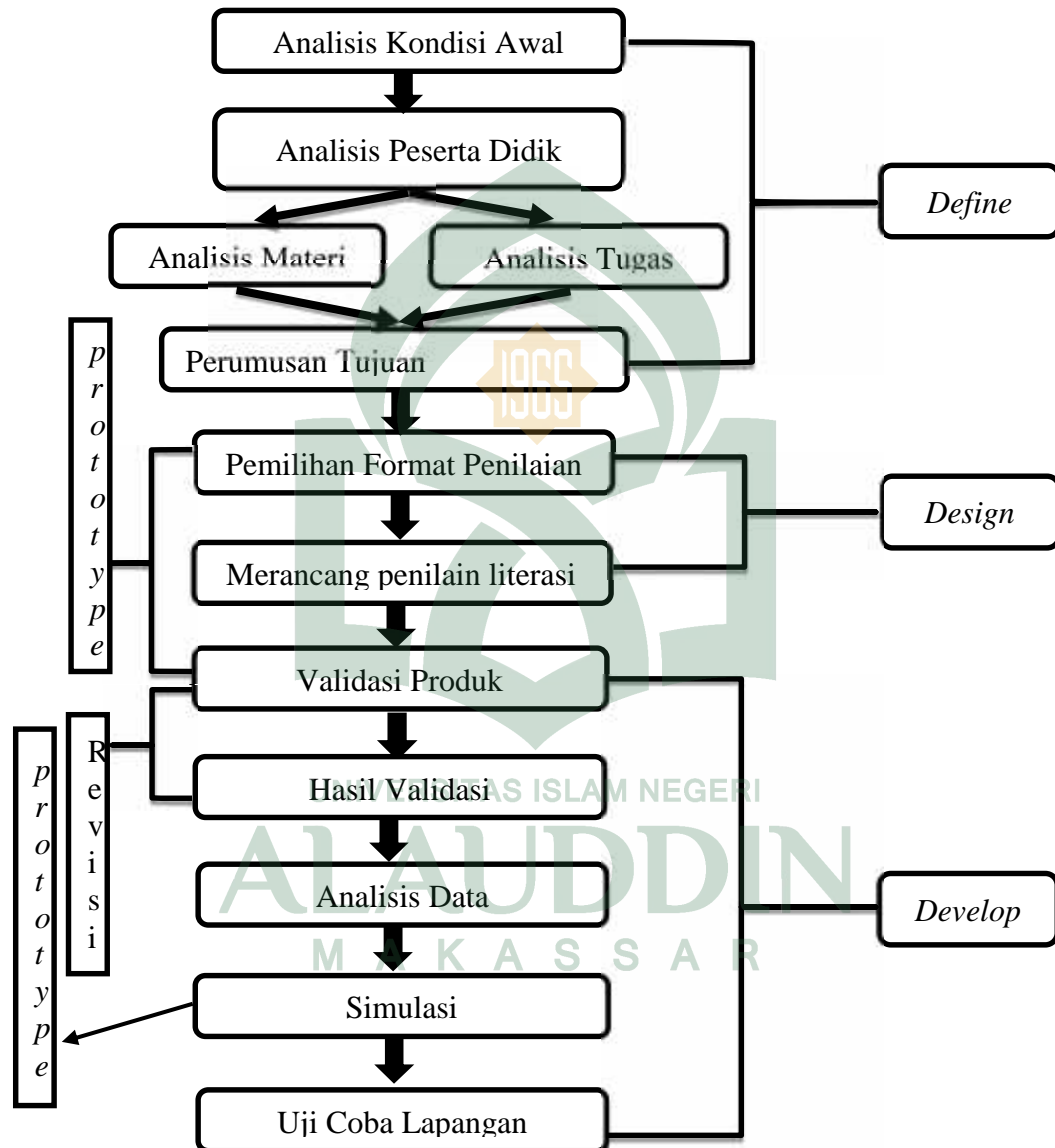 Analisis Kondisi Awal
Analisis Peserta Didik
Define
Analisis Materi
Analisis Tugas
Perumusan Tujuan
1965
prototype
Pemilihan Format Penilaian
Design
Merancang penilain literasi
Validasi Produk
Revisi
prototype
Hasil Validasi
UNIVERSITAS ISLAM NEGERI
ALAUDDIN
Analisis Data
Develop
MAKASSAR
Simulasi
Uji Coba Lapangan